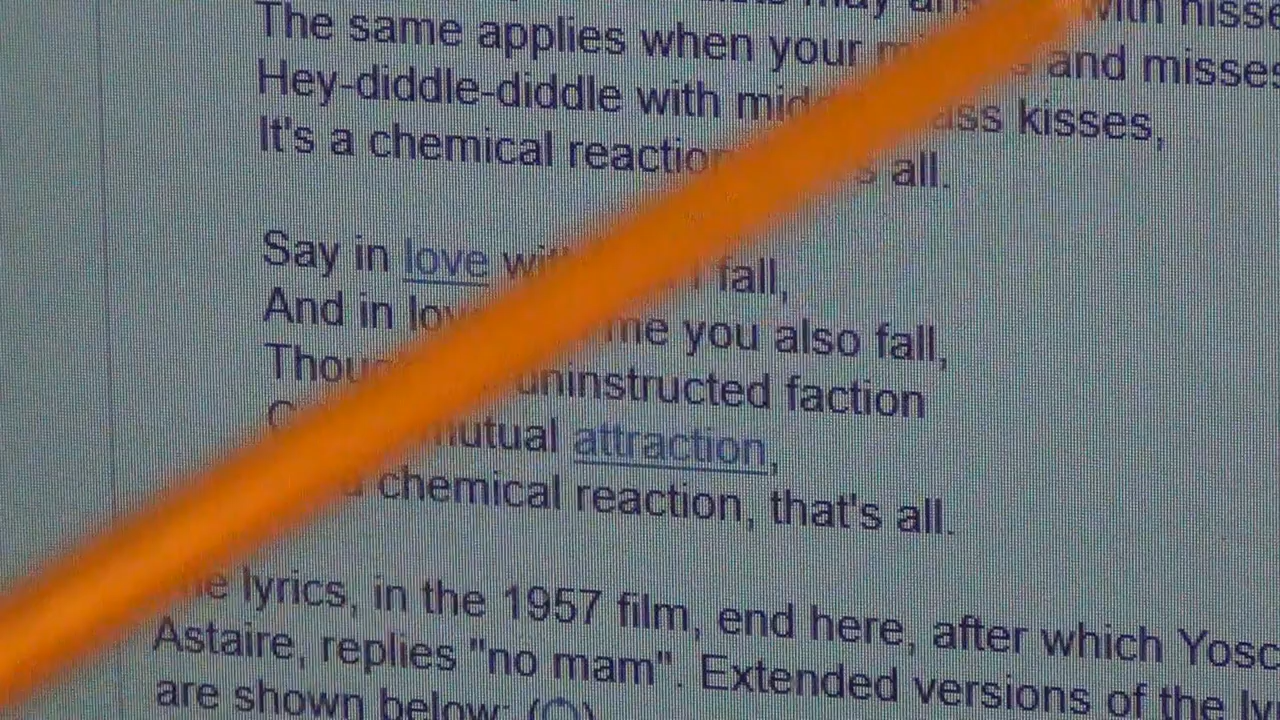 The same applies when your and misses
Hey-diddle-diddle with kisses,
It's a chemical reaction all.
Say in love fall,
And in me you also fall,
uninstructed faction
mutual attraction,
chemical reaction, that's all.
lyrics, in the 1957 film, end here, after which
Astaire, replies "no mam". Extended versions of the
are shown below: (O)